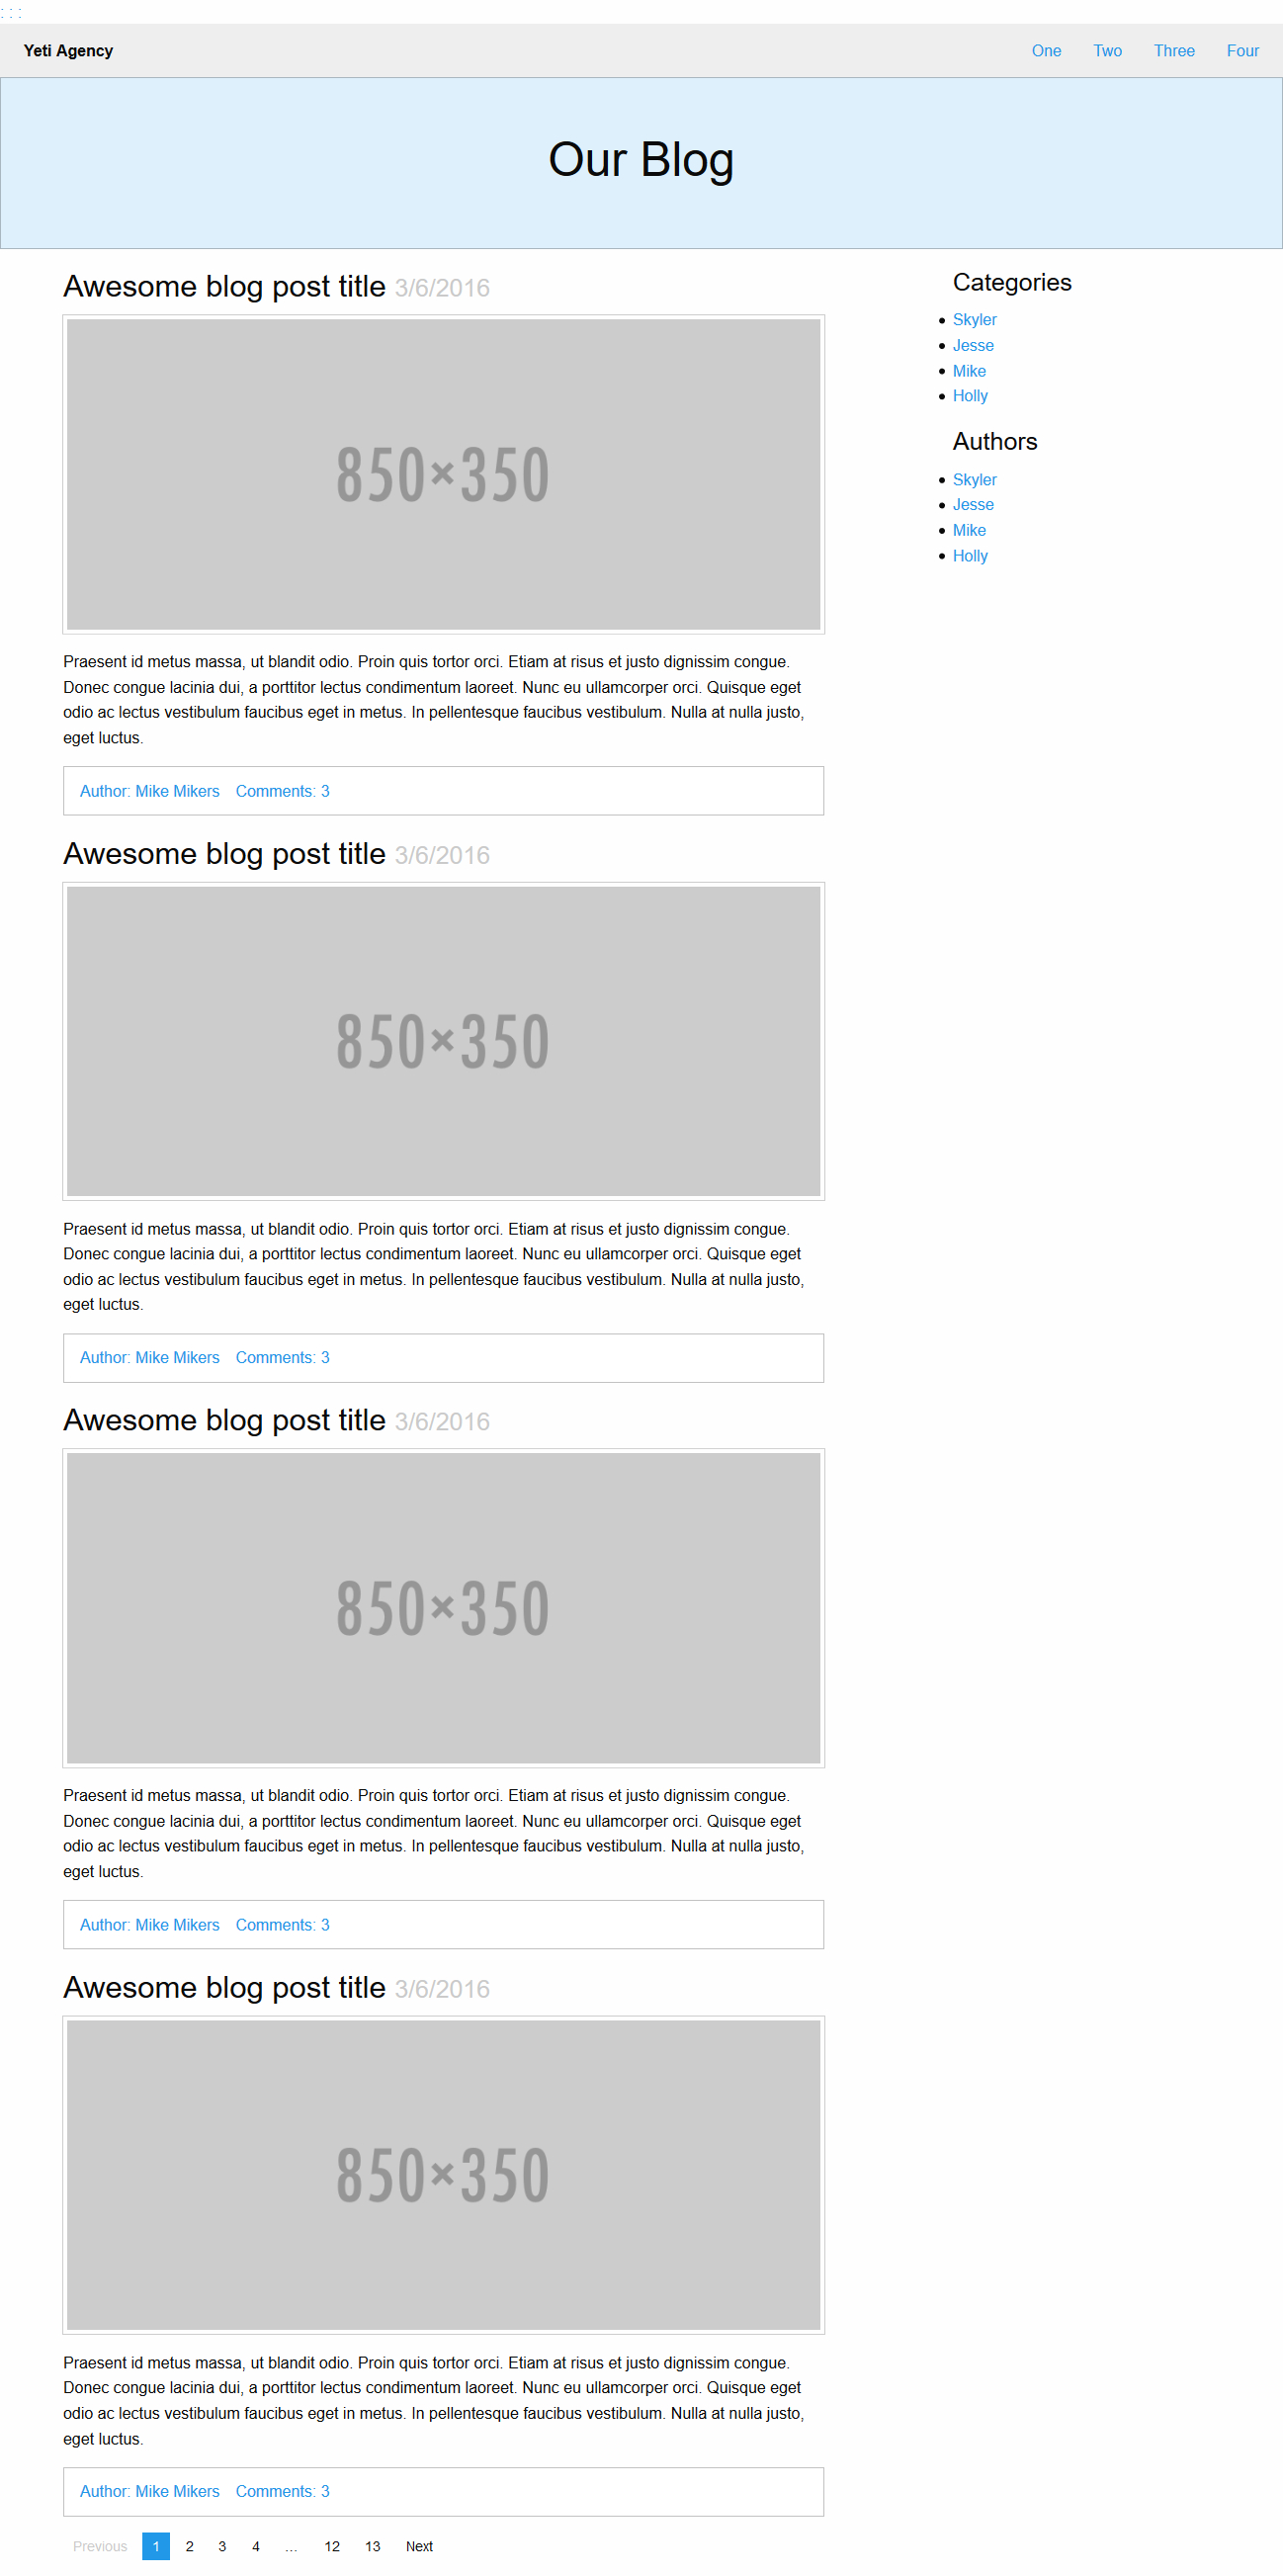 : : :
Yeti Agency One Two Three Four
Our Blog
Awesome blog post title 3/6/2016
850×350
Praesent id metus massa, ut blandit odio. Proin quis tortor orci. Etiam at risus et justo dignissim congue.
Donec congue lacinia dui, a porttitor lectus condimentum laoreet. Nunc eu ullamcorper orci. Quisque eget
odio ac lectus vestibulum faucibus eget in metus. In pellentesque faucibus vestibulum. Nulla at nulla justo,
eget luctus.
Author: Mike Mikers Comments: 3
Awesome blog post title 3/6/2016
850×350
Praesent id metus massa, ut blandit odio. Proin quis tortor orci. Etiam at risus et justo dignissim congue.
Donec congue lacinia dui, a porttitor lectus condimentum laoreet. Nunc eu ullamcorper orci. Quisque eget
odio ac lectus vestibulum faucibus eget in metus. In pellentesque faucibus vestibulum. Nulla at nulla justo,
eget luctus.
Author: Mike Mikers Comments: 3
Awesome blog post title 3/6/2016
850×350
Praesent id metus massa, ut blandit odio. Proin quis tortor orci. Etiam at risus et justo dignissim congue.
Donec congue lacinia dui, a porttitor lectus condimentum laoreet. Nunc eu ullamcorper orci. Quisque eget
odio ac lectus vestibulum faucibus eget in metus. In pellentesque faucibus vestibulum. Nulla at nulla justo,
eget luctus.
Author: Mike Mikers Comments: 3
Awesome blog post title 3/6/2016
850×350
Praesent id metus massa, ut blandit odio. Proin quis tortor orci. Etiam at risus et justo dignissim congue.
Donec congue lacinia dui, a porttitor lectus condimentum laoreet. Nunc eu ullamcorper orci. Quisque eget
odio ac lectus vestibulum faucibus eget in metus. In pellentesque faucibus vestibulum. Nulla at nulla justo,
eget luctus.
Author: Mike Mikers Comments: 3
Previous 1 2 3 4 … 12 13 Next
Categories
• Skyler
• Jesse
• Mike
• Holly
Authors
• Skyler
• Jesse
• Mike
• Holly